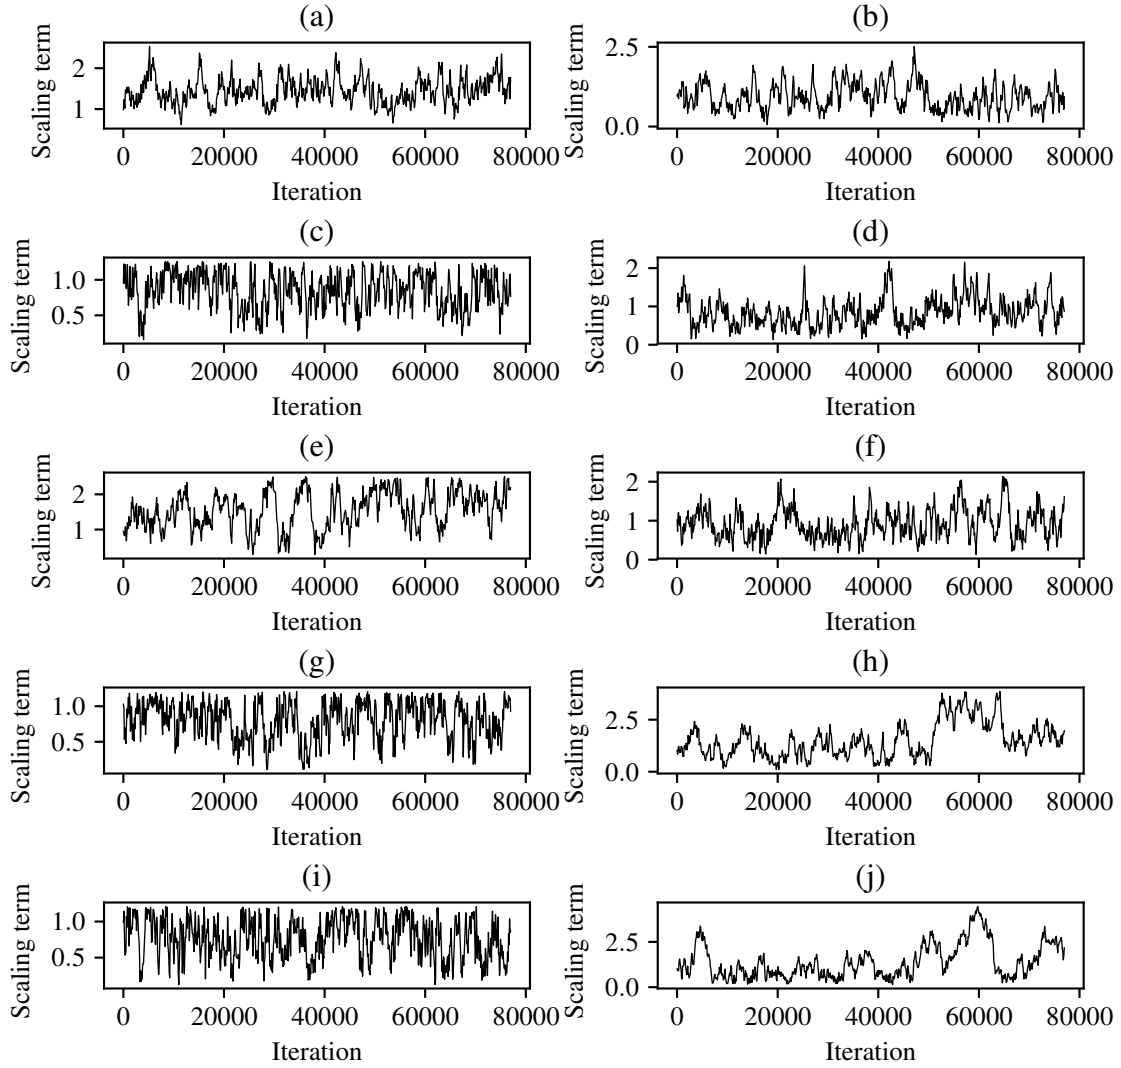 (a)
Scaling term
2
1
0 20000 40000 60000 80000
Iteration
(b)
Scaling term
2.5
0.0
0 20000 40000 60000 80000
Iteration
(c)
Scaling term
1.0
0.5
0 20000 40000 60000 80000
Iteration
(d)
Scaling term
2
1
0
0 20000 40000 60000 80000
Iteration
(e)
Scaling term
2
1
0 20000 40000 60000 80000
Iteration
(f)
Scaling term
2
1
0
0 20000 40000 60000 80000
Iteration
(g)
Scaling term
1.0
0.5
0 20000 40000 60000 80000
Iteration
(h)
Scaling term
2.5
0.0
0 20000 40000 60000 80000
Iteration
(i)
Scaling term
1.0
0.5
0 20000 40000 60000 80000
Iteration
(j)
Scaling term
2.5
0.0
0 20000 40000 60000 80000
Iteration